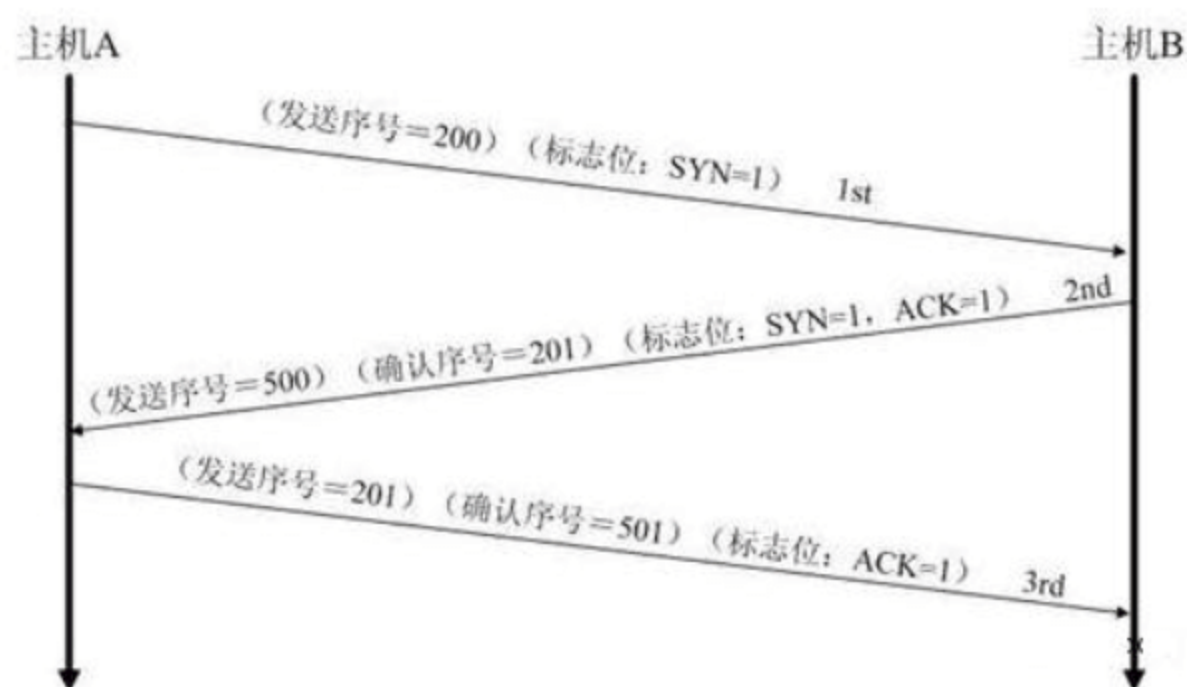 主机A
主机B
（发送序号＝200）（标志位：SYN=1） 1st
（发送序号＝500）（确认序号＝201）（标志位：SYN=1，ACK=1） 2nd
（发送序号＝201）（确认序号＝501）（标志位：ACK=1） 3rd